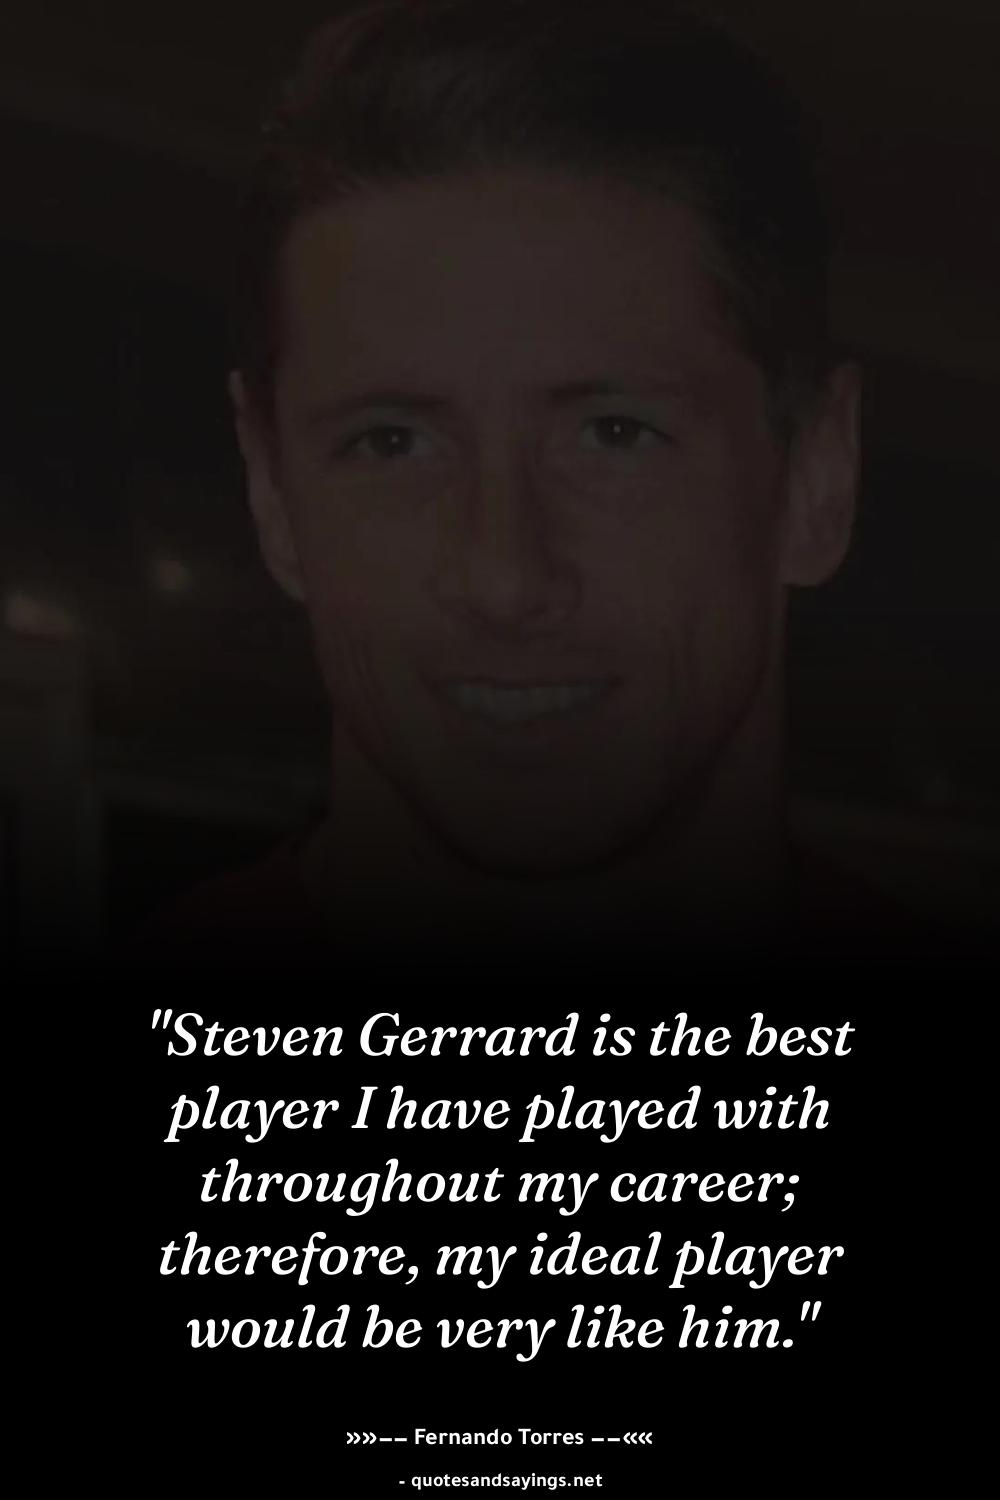 "Steven Gerrard is the best
player I have played with
throughout my career;
therefore, my ideal player
would be very like him."
»»–– Fernando Torres ––««
- quotesandsayings.net